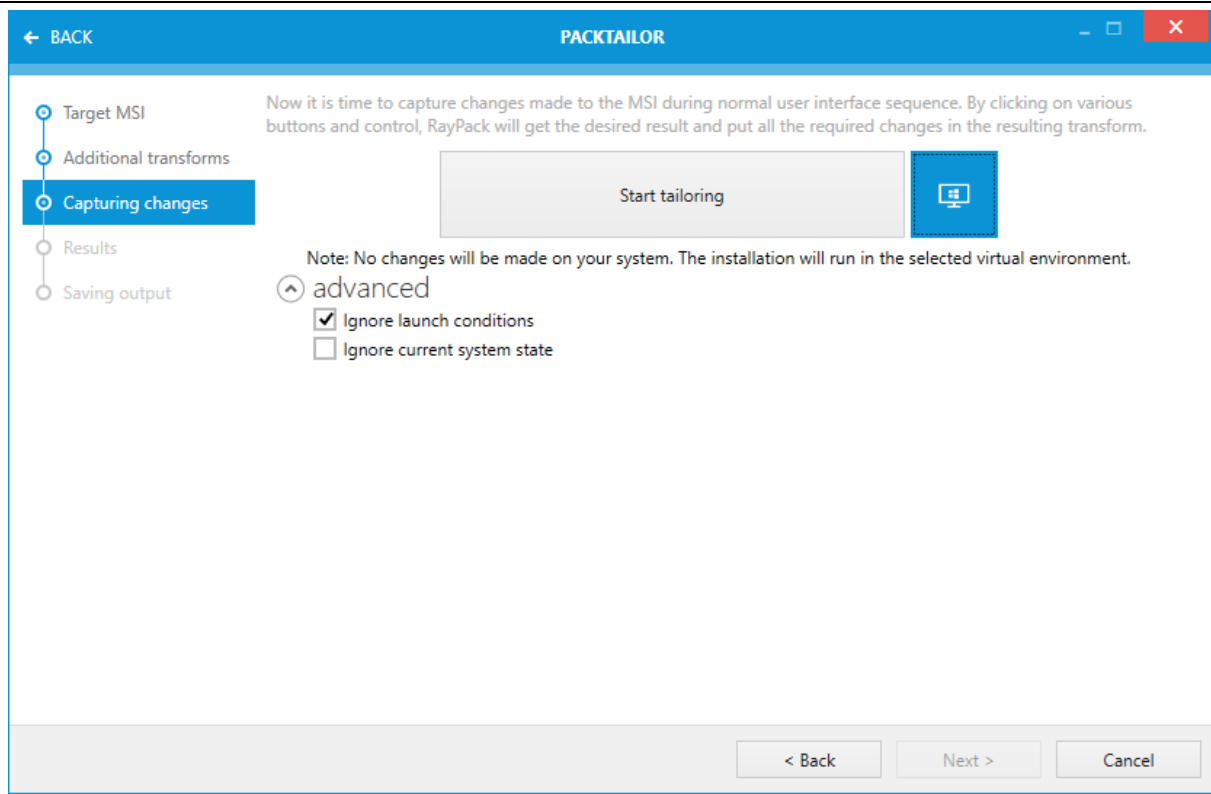 BACK
PACKTAILOR
Target MSI
Additional transforms
Capturing changes
Results
Saving output
Now it is time to capture changes made to the MSI during normal user interface sequence. By clicking on various
buttons and control, RayPack will get the desired result and put all the required changes in the resulting transform.
Start tailoring
Note: No changes will be made on your system. The installation will run in the selected virtual environment.
advanced
Ignore launch conditions
Ignore current system state
< Back
Next >
Cancel